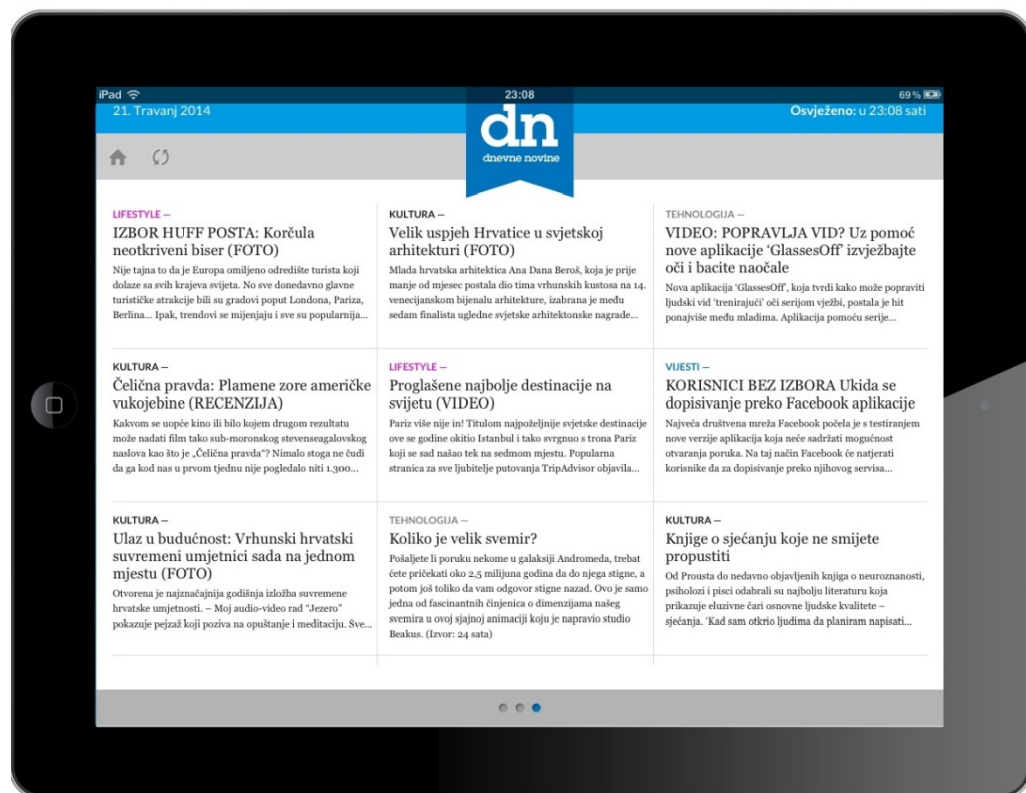 iPad 23:08 69 %
21. Travanj 2014
dn
Osvježeno: u 23:08 sati
dnevne novine
LIFESTYLE —
IZBOR HUFF POSTA: Korčula
neotkriveni biser (FOTO)
Nije tajna to da je Europa omiljeno odredište turista koji
dolaze sa svih krajeva svijeta. No sve donedavno glavne
turističke atrakcije bili su gradovi poput Londona, Pariza,
Berlina... Ipak, trendovi se mijenjaju i sve su popularnija...
KULTURA —
Velik uspjeh Hrvatice u svjetskoj
arhitekturi (FOTO)
Mlada hrvatska arhitektica Ana Dana Beroš, koja je prije
manje od mjesec postala dio tima vrhunskih kustosa na 14.
venecijanskom bijenalu arhitekture, izabrana je među
sedam finalista ugledne svjetske arhitektonske nagrade...
TEHNOLOGIJA —
VIDEO: POPRAVLJA VID? Uz pomoć
nove aplikacije ‘GlassesOff’ izvježbajte
oči i bacite naočale
Nova aplikacija ‘GlassesOff’, koja tvrdi kako može popraviti
ljudski vid ‘trenirajući’ oči serijom vježbi, postala je hit
ponajviše među mladima. Aplikacija pomoću serije...
KULTURA —
Čelična pravda: Plamene zore američke
vukojebine (RECENZIJA)
Kakvom se uopće kino ili bilo kojem drugom rezultatu
može nadati film tako sub-moronskog stevenseagalovskog
naslova kao što je „Čelična pravda“? Nimalo stoga ne čudi
da ga kod nas u prvom tjednu nije pogledalo niti 1.300...
LIFESTYLE —
Proglašene najbolje destinacije na
svijetu (VIDEO)
Pariz više nije in! Titulom najpoželjnije svjetske destinacije
ove se godine okitio Istanbul i tako svrgnuo s trona Pariz
koji se sad našao tek na sedmom mjestu. Popularna
stranica za sve ljubitelje putovanja TripAdvisor objavila...
VIJESTI —
KORISNICI BEZ IZBORA Ukida se
dopisivanje preko Facebook aplikacije
Najveća društvena mreža Facebook počela je s testiranjem
nove verzije aplikacija koja neće sadržati mogućnost
otvaranja poruka. Na taj način Facebook će natjerati
korisnike da za dopisivanje preko njihovog servisa...
KULTURA —
Ulaz u budućnost: Vrhunski hrvatski
suvremeni umjetnici sada na jednom
mjestu (FOTO)
Otvorena je najznačajnija godišnja izložba suvremene
hrvatske umjetnosti. – Moj audio-video rad “Jezero”
pokazuje pejzaž koji poziva na opuštanje i meditaciju. Sve...
TEHNOLOGIJA —
Koliko je velik svemir?
Pošaljete li poruku nekome u galaksiji Andromeda, trebat
ćete pričekati oko 2,5 milijuna godina da do njega stigne, a
potom još toliko da vam odgovor stigne nazad. Ovo je samo
jedna od fascinantnih činjenica o dimenzijama našeg
svemira u ovoj sjajnoj animaciji koju je napravio studio
Beakus. (Izvor: 24 sata)
KULTURA —
Knjige o sjećanju koje ne smijete
propustiti
Od Prousta do nedavno objavljenih knjiga o neuroznanosti,
psiholozi i pisci odabrali su najbolju literaturu koja
prikazuje eluzivne čari osnovne ljudske kvalitete –
sjećanja. ‘Kad sam otkrio ljudima da planiram napisati...